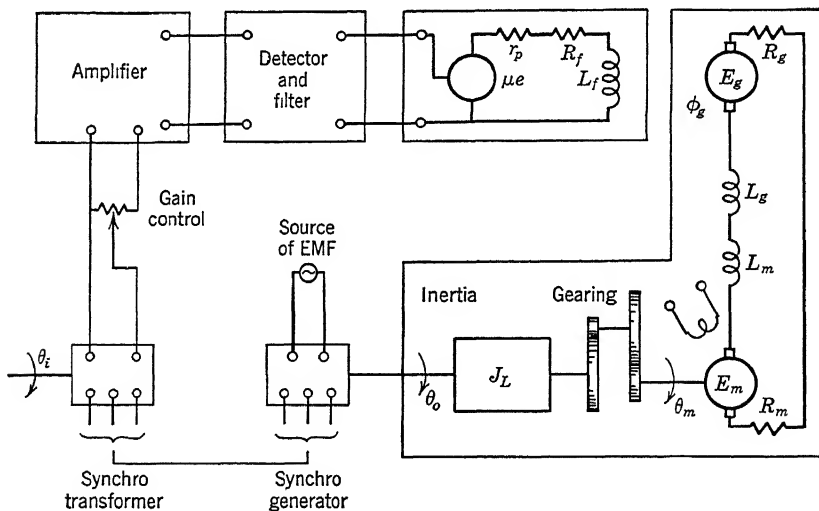 Amplifier
Detector
and
filter
r_p
R_f
μe
L_f
R_g
E_g
ϕ_g
L_g
L_m
Gain
control
Source
of EMF
Inertia
Gearing
θ_i
J_L
θ_o
θ_m
E_m
R_m
Synchro
transformer
Synchro
generator